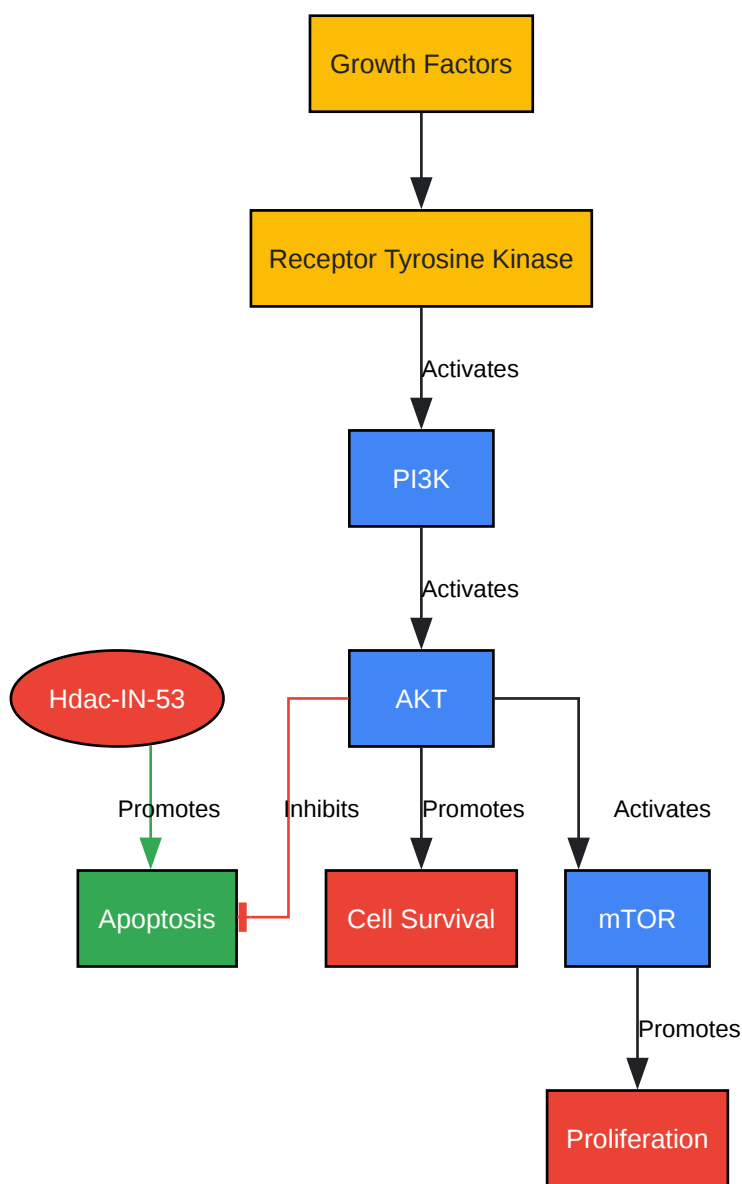 Growth Factors
Receptor Tyrosine Kinase
Activates
PI3K
Activates
Hdac-IN-53
AKT
Promotes
Inhibits
Promotes
Activates
Apoptosis
Cell Survival
mTOR
Promotes
Proliferation